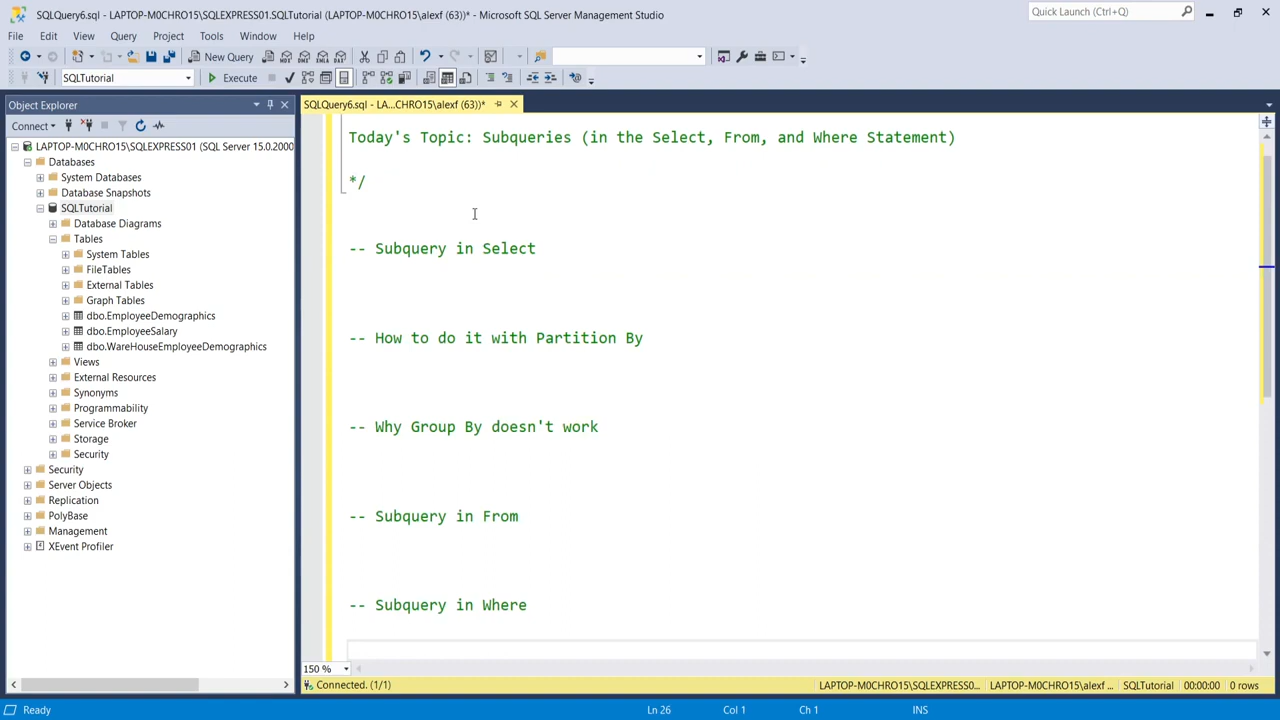 SQLQuery6.sql - LAPTOP-M0CHRO15\SQLEXPRESS01.SQLTutorial (LAPTOP-M0CHRO15\alexf (63))* - Microsoft SQL Server Management Studio
Quick Launch (Ctrl+Q)
File Edit View Query Project Tools Window Help
New Query
MDX DMX XMLA DAX
SQLTutorial
Execute
Object Explorer
SQLQuery6.sql - LA...CHRO15\alexf (63))*
Connect
LAPTOP-M0CHRO15\SQLEXPRESS01 (SQL Server 15.0.2000
Databases
System Databases
Database Snapshots
SQLTutorial
Database Diagrams
Tables
System Tables
FileTables
External Tables
Graph Tables
dbo.EmployeeDemographics
dbo.EmployeeSalary
dbo.WareHouseEmployeeDemographics
Views
External Resources
Synonyms
Programmability
Service Broker
Storage
Security
Security
Server Objects
Replication
PolyBase
Management
XEvent Profiler
Today's Topic: Subqueries (in the Select, From, and Where Statement)
*/
-- Subquery in Select
-- How to do it with Partition By
-- Why Group By doesn't work
-- Subquery in From
-- Subquery in Where
150 %
Connected. (1/1)
LAPTOP-M0CHRO15\SQLEXPRESS0... LAPTOP-M0CHRO15\alexf ... SQLTutorial 00:00:00 0 rows
Ready
Ln 26 Col 1 Ch 1 INS